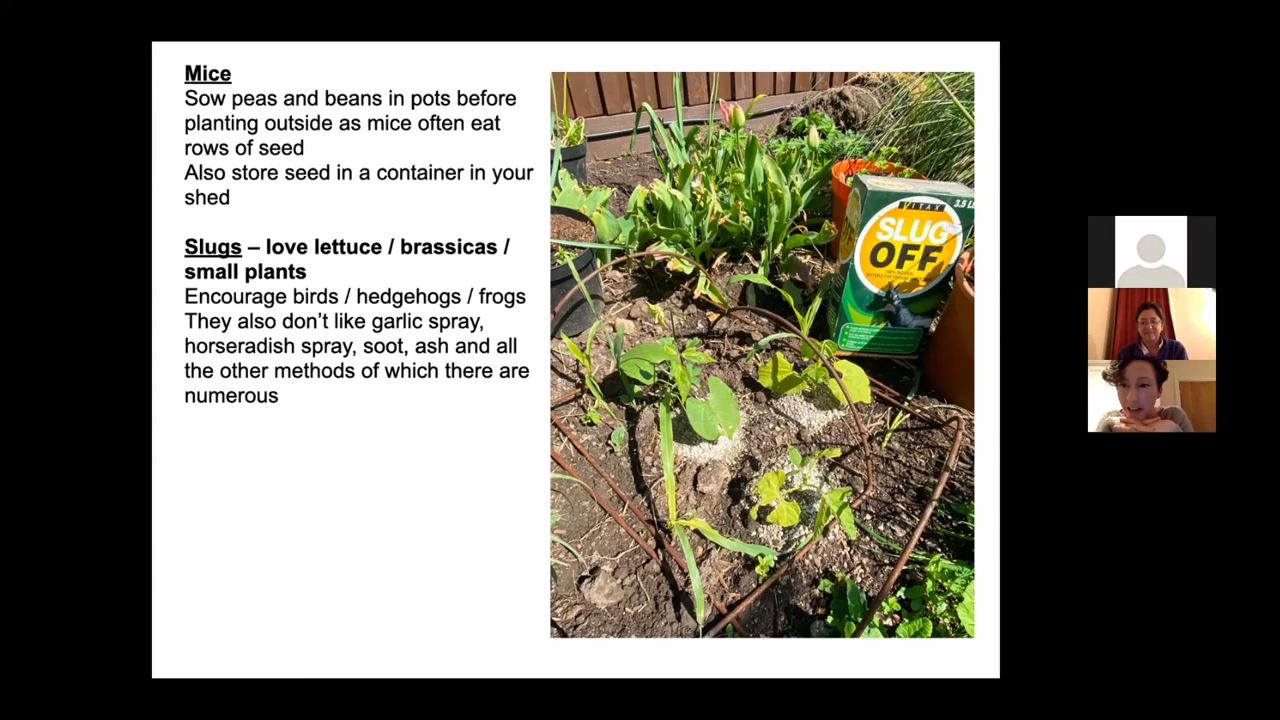 Mice
Sow peas and beans in pots before
planting outside as mice often eat
rows of seed
Also store seed in a container in your
shed
Slugs – love lettuce / brassicas /
small plants
Encourage birds / hedgehogs / frogs
They also don’t like garlic spray,
horseradish spray, soot, ash and all
the other methods of which there are
numerous
VITAX
3.5 L
SLUG
OFF